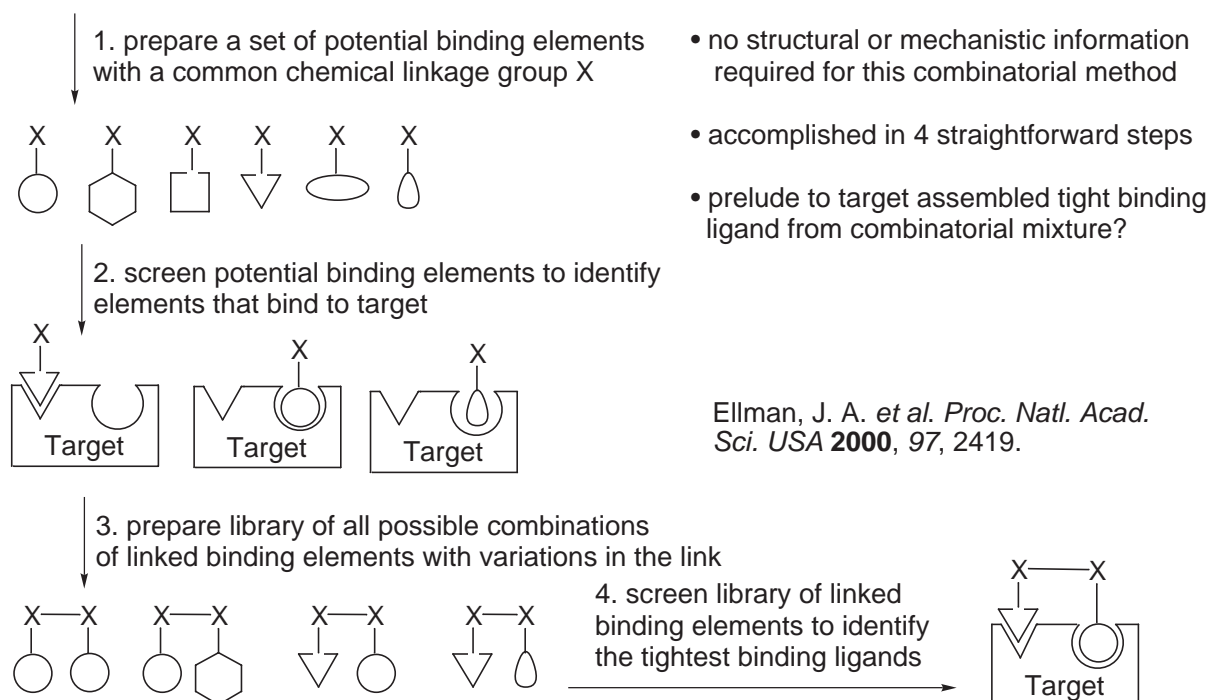 1. prepare a set of potential binding elements
with a common chemical linkage group X
• no structural or mechanistic information
required for this combinatorial method
• accomplished in 4 straightforward steps
• prelude to target assembled tight binding
ligand from combinatorial mixture?
X X X X X X
2. screen potential binding elements to identify
elements that bind to target
X X X
Target Target Target
Ellman, J. A. et al. Proc. Natl. Acad.
Sci. USA 2000, 97, 2419.
3. prepare library of all possible combinations
of linked binding elements with variations in the link
X X X X X X X X
4. screen library of linked
binding elements to identify
the tightest binding ligands
X X
Target